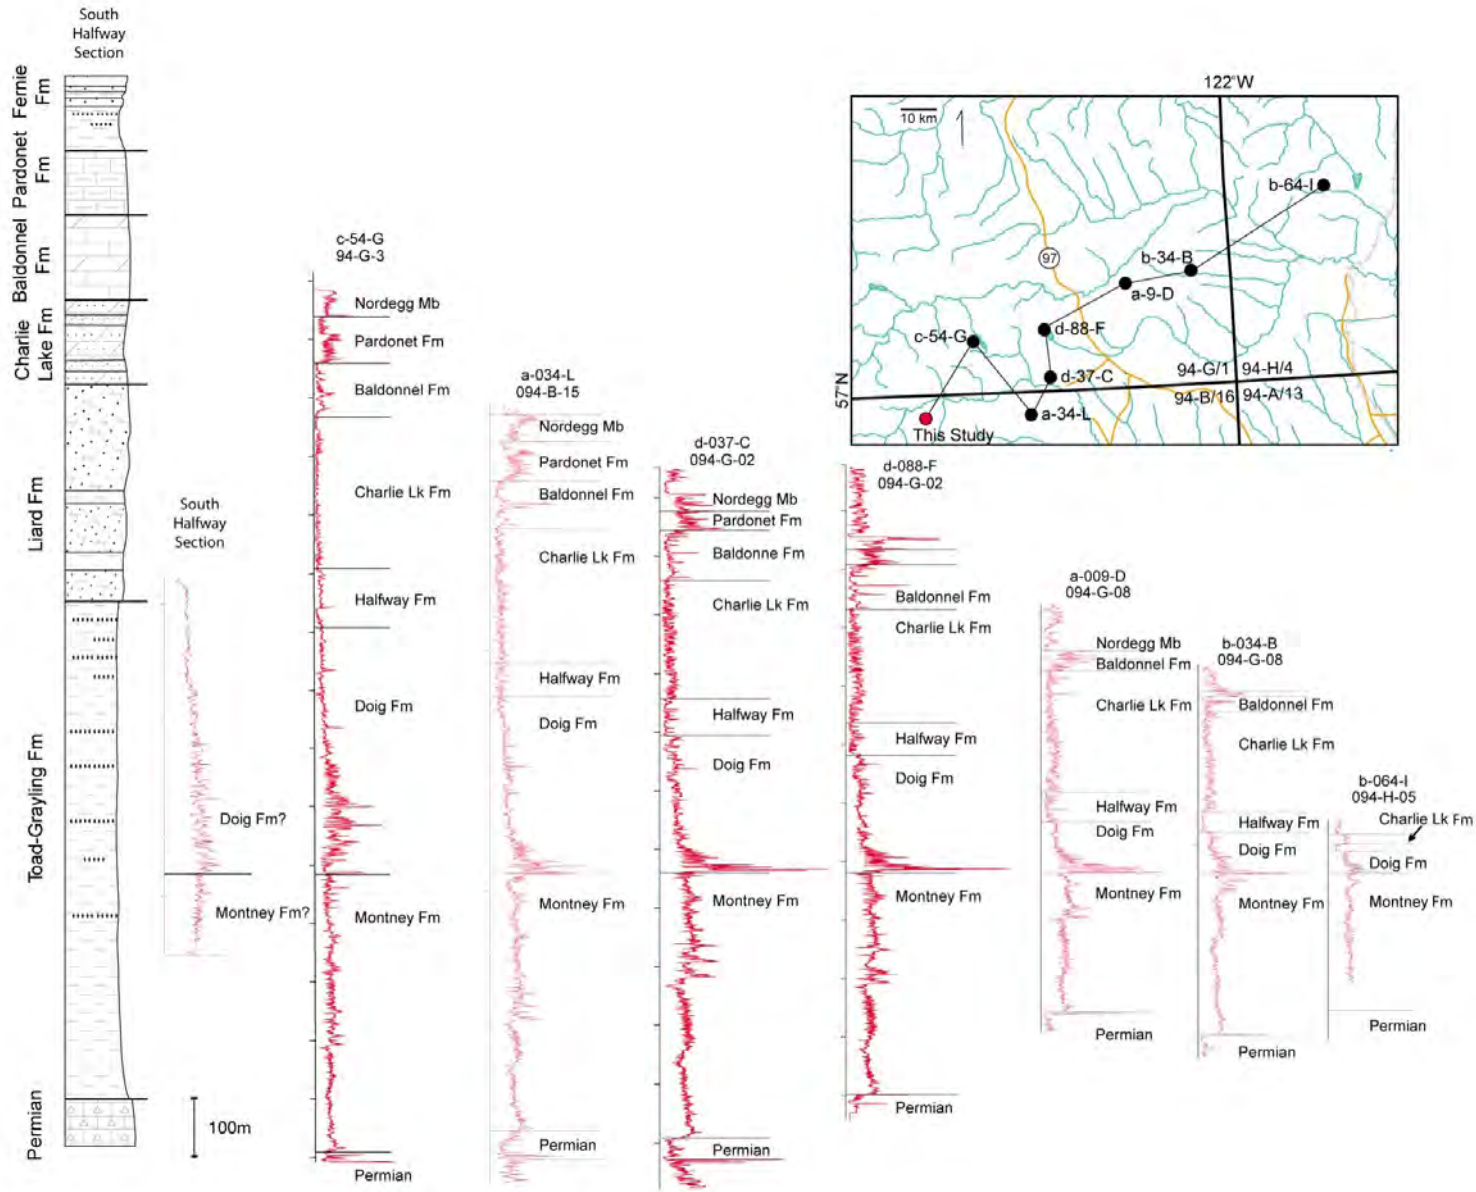 South
Halfway
Section
Fernie
Fm
Pardonet
Fm
Baldonnel
Fm
Charlie
Lake Fm
Liard Fm
Toad-Grayling Fm
Permian
South
Halfway
Section
Doig Fm?
Montney Fm?
100m
c-54-G
94-G-3
Nordegg Mb
Pardonet Fm
Baldonnel Fm
Charlie Lk Fm
Halfway Fm
Doig Fm
Montney Fm
Permian
a-034-L
094-B-15
Nordegg Mb
Pardonet Fm
Baldonnel Fm
Charlie Lk Fm
Halfway Fm
Doig Fm
Montney Fm
Permian
d-037-C
094-G-02
Nordegg Mb
Pardonet Fm
Baldonne Fm
Charlie Lk Fm
Halfway Fm
Doig Fm
Montney Fm
Permian
d-088-F
094-G-02
Baldonnel Fm
Charlie Lk Fm
Halfway Fm
Doig Fm
Montney Fm
Permian
a-009-D
094-G-08
Nordegg Mb
Baldonnel Fm
Charlie Lk Fm
Halfway Fm
Doig Fm
Montney Fm
Permian
b-034-B
094-G-08
Baldonnel Fm
Charlie Lk Fm
Halfway Fm
Doig Fm
Montney Fm
Permian
b-064-I
094-H-05
Charlie Lk Fm
Doig Fm
Montney Fm
Permian
122°W
10 km
b-64-I
97
b-34-B
a-9-D
d-88-F
c-54-G
d-37-C
94-G/1
94-H/4
57°N
94-B/16
94-A/13
a-34-L
This Study